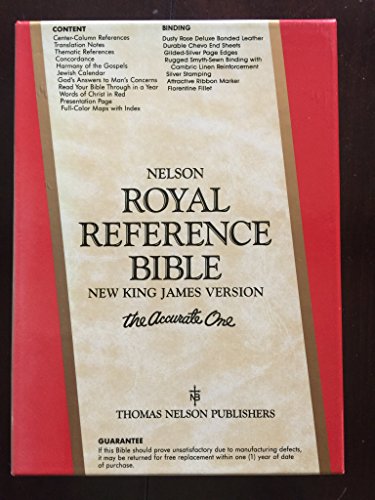 CONTENT
Center-Column References
Translation Notes
Thematic References
Concordance
Harmony of the Gospels
Jewish Calendar
God's Answers to Man's Concerns
Read Your Bible Through in a Year
Words of Christ in Red
Presentation Page
Full-Color Maps with Index
BINDING
Dusty Rose Deluxe Bonded Leather
Durable Chevo End Sheets
Gilded-Silver Page Edges
Rugged Smyth-Sewn Binding with
Cambric Linen Reinforcement
Silver Stamping
Attractive Ribbon Marker
Florentine Fillet
NELSON
ROYAL
REFERENCE
BIBLE
NEW KING JAMES VERSION
the Accurate One
NB
THOMAS NELSON PUBLISHERS
GUARANTEE
If this Bible should prove unsatisfactory due to manufacturing defects,
it may be returned for free replacement within one (1) year of date
of purchase.